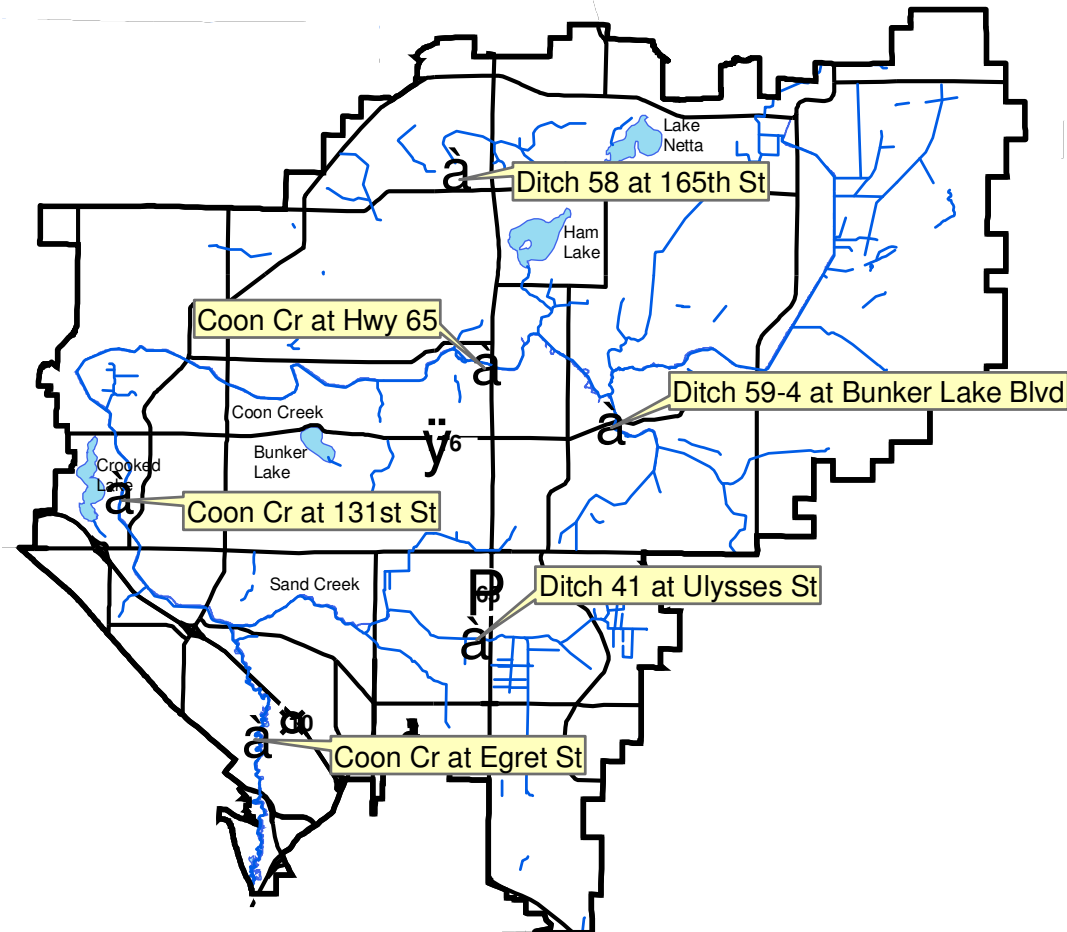 Lake
Netta
à
Ditch 58 at 165th St
Ham
Lake
Coon Cr at Hwy 65
à
Ditch 59-4 at Bunker Lake Blvd
à
Coon Creek
ÿ
Bunker
Lake
Crooked
Lake
à
Coon Cr at 131st St
Sand Creek
P
Ditch 41 at Ulysses St
à
à
Coon Cr at Egret St